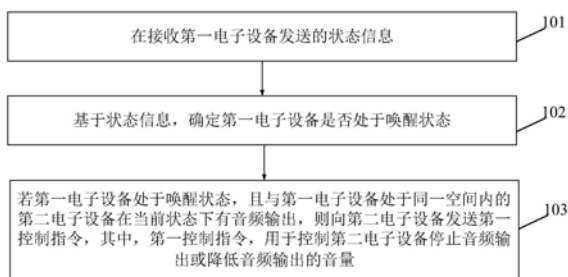 在接收第一电子设备发送的状态信息
101
基于状态信息，确定第一电子设备是否处于唤醒状态
102
若第一电子设备处于唤醒状态，且与第一电子设备处于同一空间内的
第二电子设备在当前状态下有音频输出，则向第二电子设备发送第一
控制指令，其中，第一控制指令，用于控制第二电子设备停止音频输
出或降低音频输出的音量
103